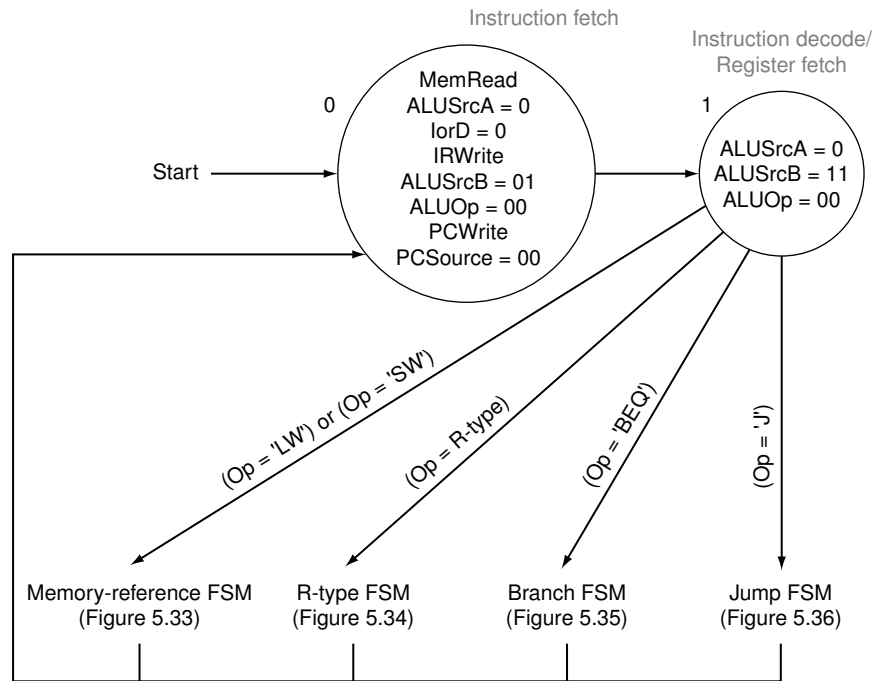 Instruction fetch
Instruction decode/
Register fetch
0
MemRead
ALUSrcA = 0
IorD = 0
IRWrite
ALUSrcB = 01
ALUOp = 00
PCWrite
PCSource = 00
Start
1
ALUSrcA = 0
ALUSrcB = 11
ALUOp = 00
(Op = 'LW') or (Op = 'SW')
(Op = R-type)
(Op = 'BEQ')
(Op = 'J')
Memory-reference FSM
(Figure 5.33)
R-type FSM
(Figure 5.34)
Branch FSM
(Figure 5.35)
Jump FSM
(Figure 5.36)